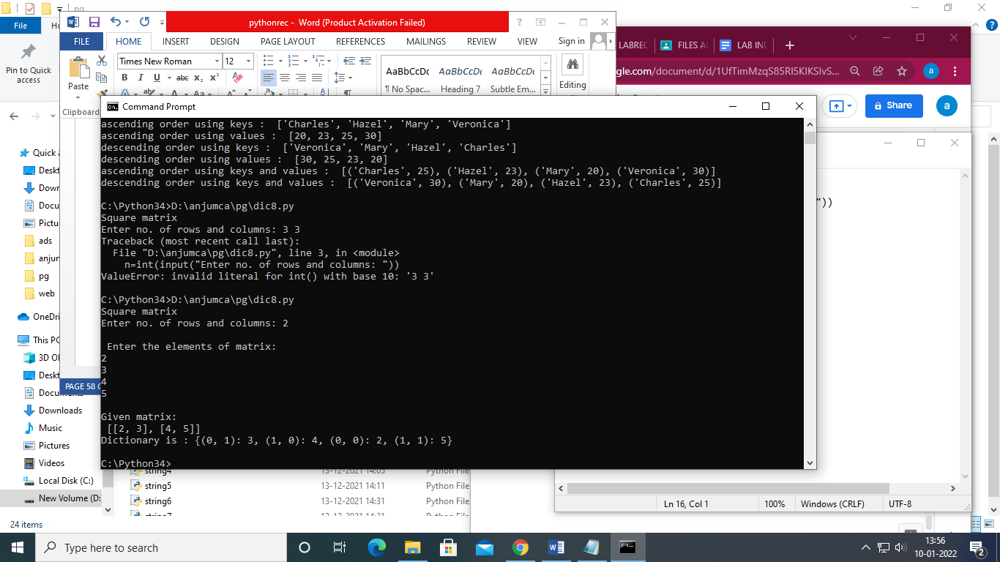 pg
File
Pin to Quick
access
pythonrec - Word (Product Activation Failed)
FILE
HOME
INSERT
DESIGN
PAGE LAYOUT
REFERENCES
MAILINGS
REVIEW
VIEW
Sign in
Times New Roman
12
Paste
Clipboard
B I U abc x₂ x²
AaBbCcDc
AaBbCcDc
AaBbCcDc
¶ No Spac...
Heading 7
Subtle Em...
Editing
LABREC
FILES A
LAB IND
gle.com/document/d/1UfTimMzqS85RI5KIKSIvS...
a
Share
a
"))
Command Prompt
ascending order using keys :  ['Charles', 'Hazel', 'Mary', 'Veronica']
ascending order using values :  [20, 23, 25, 30]
descending order using keys :  ['Veronica', 'Mary', 'Hazel', 'Charles']
descending order using values :  [30, 25, 23, 20]
ascending order using keys and values :  [('Charles', 25), ('Hazel', 23), ('Mary', 20), ('Veronica', 30)]
descending order using keys and values :  [('Veronica', 30), ('Mary', 20), ('Hazel', 23), ('Charles', 25)]
C:\Python34>D:\anjumca\pg\dic8.py
Square matrix
Enter no. of rows and columns: 3 3
Traceback (most recent call last):
  File "D:\anjumca\pg\dic8.py", line 3, in <module>
    n=int(input("Enter no. of rows and columns: "))
ValueError: invalid literal for int() with base 10: '3 3'
C:\Python34>D:\anjumca\pg\dic8.py
Square matrix
Enter no. of rows and columns: 2
 Enter the elements of matrix:
2
3
4
5
Given matrix:
 [[2, 3], [4, 5]]
Dictionary is : {(0, 1): 3, (1, 0): 4, (0, 0): 2, (1, 1): 5}
C:\Python34>
Quick a
Deskt
Down
Docu
Pictu
ads
anjun
pg
web
OneDri
This PC
3D Ol
Deskt
Documents
Downloads
Music
Pictures
Videos
Local Disk (C:)
New Volume (D:
PAGE 58 O
string4 13-12-2021 14:05 Python File
string5 13-12-2021 14:11 Python File
string6 13-12-2021 14:31 Python File
string7 13-12-2021 14:31 Python File
24 items
Ln 16, Col 1
100%
Windows (CRLF)
UTF-8
Type here to search
13:56
10-01-2022
2